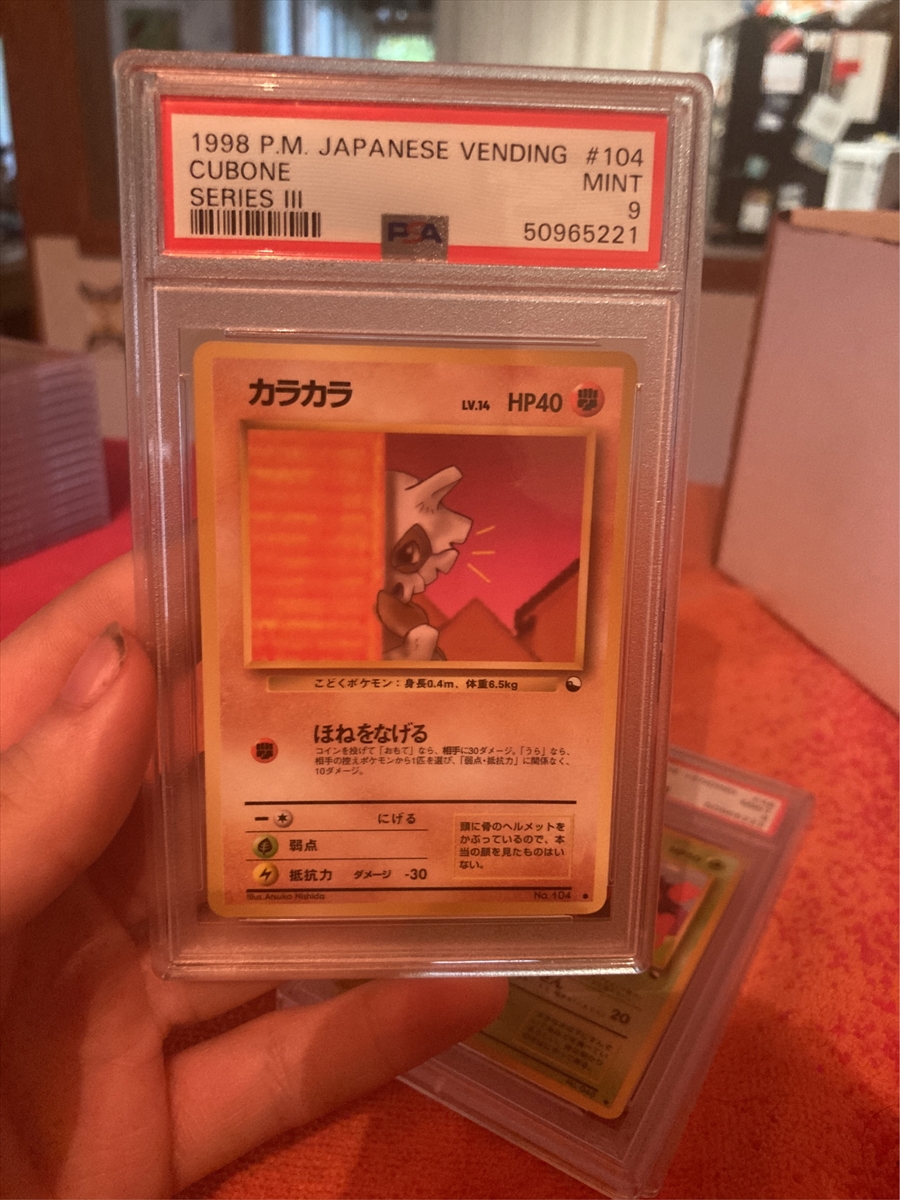 1998 P.M. JAPANESE VENDING #104
CUBONE MINT
SERIES III 9
PSA 50965221
カラカラ LV.14 HP40
こどくポケモン：身長0.4m、体重6.5kg
ほねをなげる
コインを投げて「おもて」なら、相手に30ダメージ。「うら」なら、
相手の控えポケモンから1匹を選び、「弱点・抵抗力」に関係なく、
10ダメージ。
にげる
弱点
抵抗力 ダメージ -30
頭に骨のヘルメットを
かぶっているので、本
当の顔を見たものはい
ない。
Illus. Atsuko Nishida No. 104
20